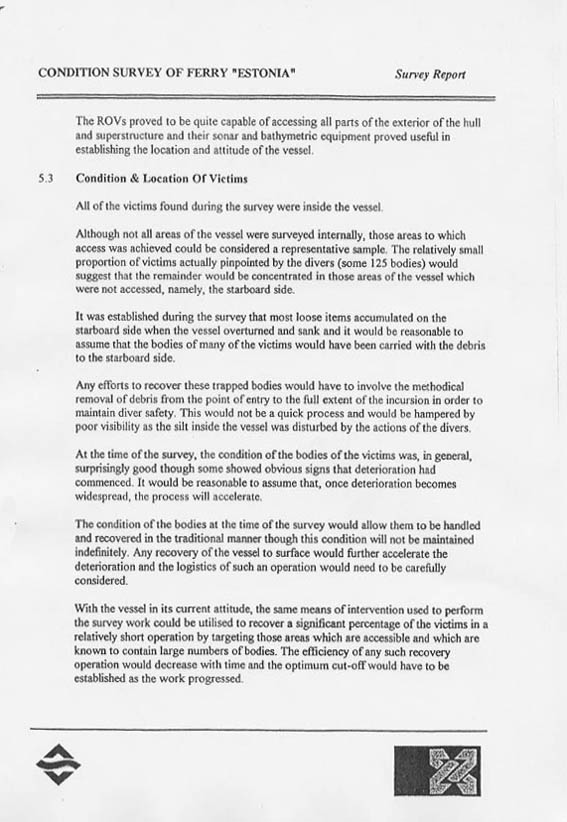 CONDITION SURVEY OF FERRY "ESTONIA" Survey Report
The ROVs proved to be quite capable of accessing all parts of the exterior of the hull
and superstructure and their sonar and bathymetric equipment proved useful in
establishing the location and attitude of the vessel.
5.3 Condition & Location Of Victims
All of the victims found during the survey were inside the vessel.
Although not all areas of the vessel were surveyed internally, those areas to which
access was achieved could be considered a representative sample. The relatively small
proportion of victims actually pinpointed by the divers (some 125 bodies) would
suggest that the remainder would be concentrated in those areas of the vessel which
were not accessed, namely, the starboard side.
It was established during the survey that most loose items accumulated on the
starboard side when the vessel overturned and sank and it would be reasonable to
assume that the bodies of many of the victims would have been carried with the debris
to the starboard side.
Any efforts to recover these trapped bodies would have to involve the methodical
removal of debris from the point of entry to the full extent of the incursion in order to
maintain diver safety. This would not be a quick process and would be hampered by
poor visibility as the silt inside the vessel was disturbed by the actions of the divers.
At the time of the survey, the condition of the bodies of the victims was, in general,
surprisingly good though some showed obvious signs that deterioration had
commenced. It would be reasonable to assume that, once deterioration becomes
widespread, the process will accelerate.
The condition of the bodies at the time of the survey would allow them to be handled
and recovered in the traditional manner though this condition will not be maintained
indefinitely. Any recovery of the vessel to surface would further accelerate the
deterioration and the logistics of such an operation would need to be carefully
considered.
With the vessel in its current attitude, the same means of intervention used to perform
the survey work could be utilised to recover a significant percentage of the victims in a
relatively short operation by targeting those areas which are accessible and which are
known to contain large numbers of bodies. The efficiency of any such recovery
operation would decrease with time and the optimum cut-off would have to be
established as the work progressed.